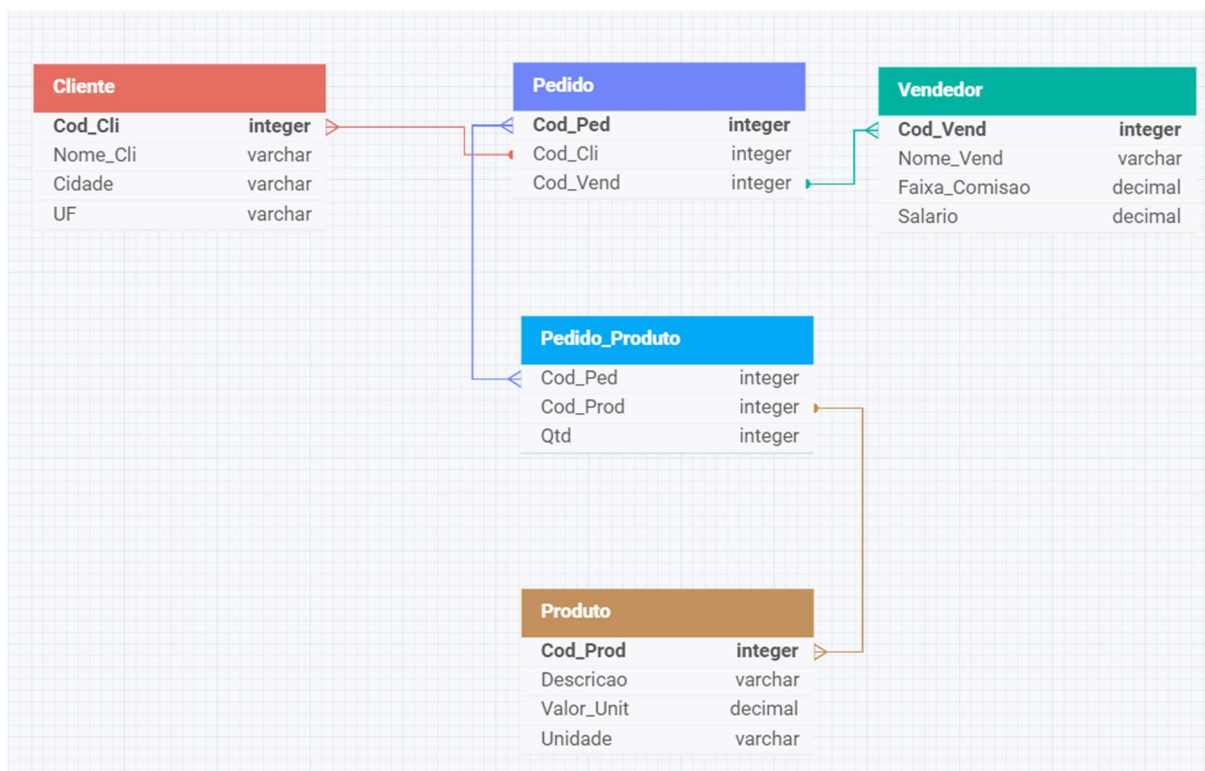 Cliente
Cod_Cli integer
Nome_Cli varchar
Cidade varchar
UF varchar
Pedido
Cod_Ped integer
Cod_Cli integer
Cod_Vend integer
Vendedor
Cod_Vend integer
Nome_Vend varchar
Faixa_Comisao decimal
Salario decimal
Pedido_Produto
Cod_Ped integer
Cod_Prod integer
Qtd integer
Produto
Cod_Prod integer
Descricao varchar
Valor_Unit decimal
Unidade varchar